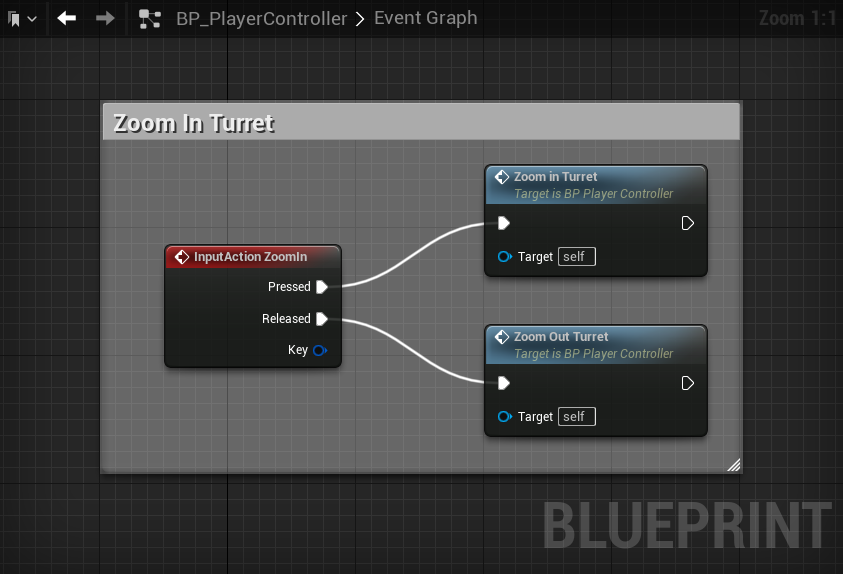 BP_PlayerController > Event Graph
Zoom 1:1
Zoom In Turret
Zoom in Turret
Target is BP Player Controller
Target self
InputAction ZoomIn
Pressed
Released
Key
Zoom Out Turret
Target is BP Player Controller
Target self
BLUEPRINT